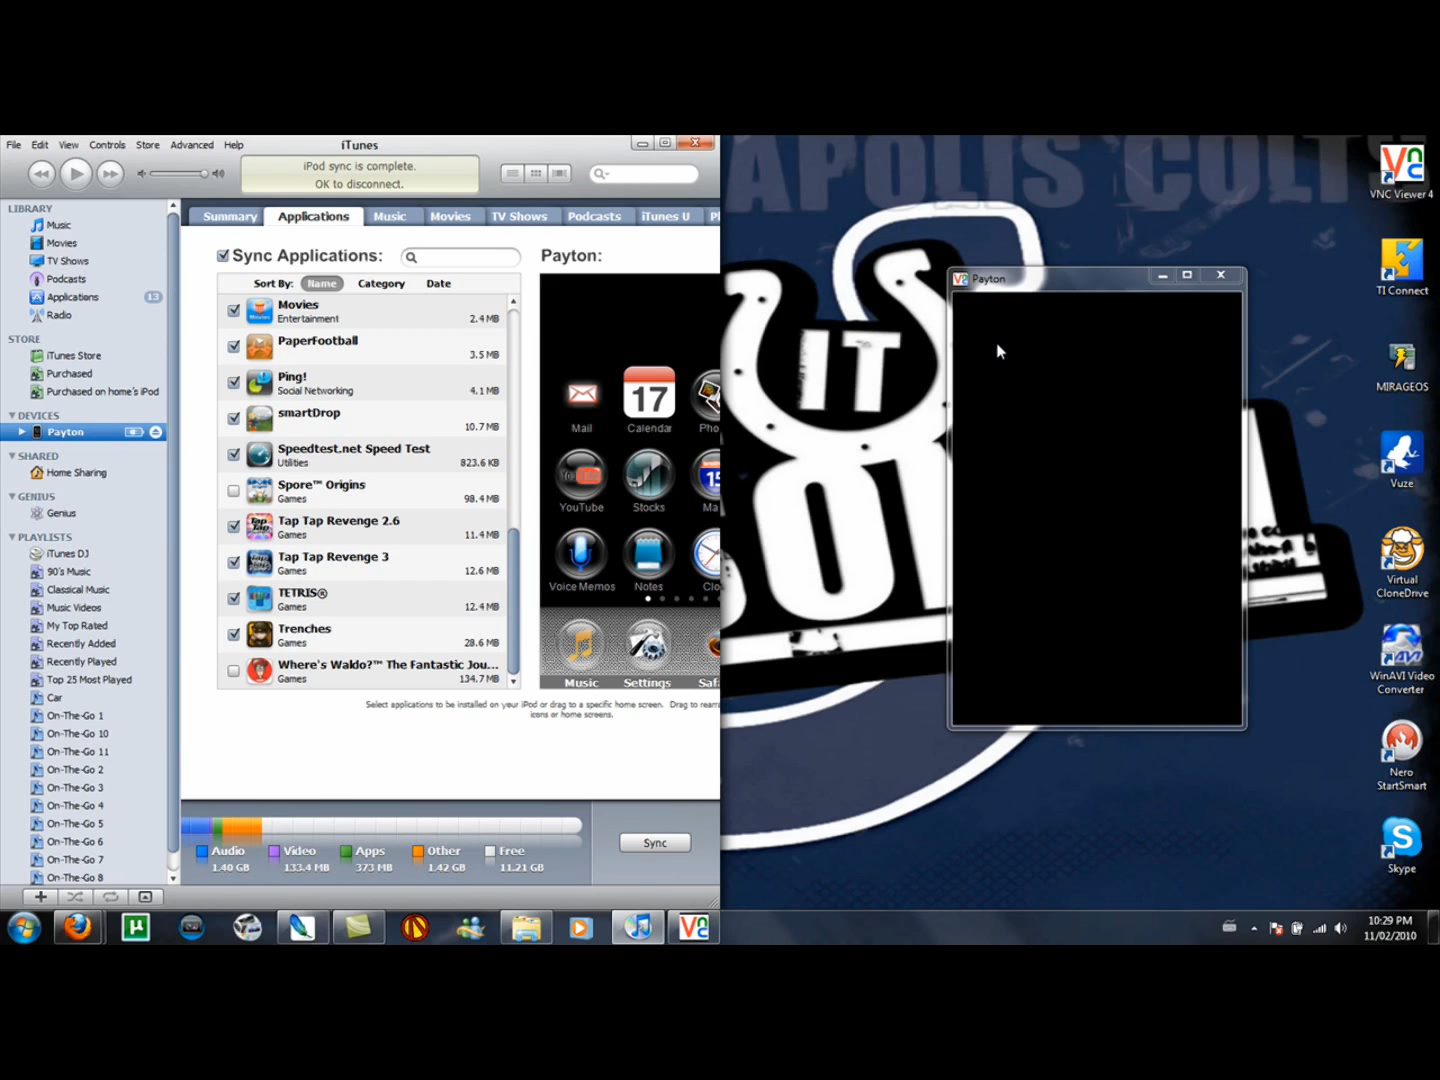 File Edit View Controls Store Advanced Help
iTunes
iPod sync is complete.
OK to disconnect.
LIBRARY
Music
Movies
TV Shows
Podcasts
Applications 13
Radio
STORE
iTunes Store
Purchased
Purchased on home's iPod
DEVICES
Payton
SHARED
Home Sharing
GENIUS
Genius
PLAYLISTS
iTunes DJ
90's Music
Classical Music
Music Videos
My Top Rated
Recently Added
Recently Played
Top 25 Most Played
Car
On-The-Go 1
On-The-Go 10
On-The-Go 11
On-The-Go 2
On-The-Go 3
On-The-Go 4
On-The-Go 5
On-The-Go 6
On-The-Go 7
On-The-Go 8
Summary Applications Music Movies TV Shows Podcasts iTunes U
Sync Applications:
Sort By: Name Category Date
Movies
Entertainment 2.4 MB
PaperFootball
3.5 MB
Ping!
Social Networking 4.1 MB
smartDrop
10.7 MB
Speedtest.net Speed Test
Utilities 823.6 KB
Spore™ Origins
Games 98.4 MB
Tap Tap Revenge 2.6
Games 11.4 MB
Tap Tap Revenge 3
Games 12.6 MB
TETRIS®
Games 12.4 MB
Trenches
Games 28.6 MB
Where's Waldo?™ The Fantastic Jou...
Games 134.7 MB
Payton:
17
Mail Calendar Pho
YouTube Stocks Ma
Voice Memos Notes Clo
Music Settings Saf
Select applications to be installed on your iPod or drag to a specific home screen. Drag to rearr
icons or home screens.
Audio Video Apps Other Free
1.40 GB 133.4 MB 373 MB 1.42 GB 11.21 GB
Sync
APOLIS COLTS
IT
Payton
VNC Viewer 4
TI Connect
MIRAGEOS
Vuze
Virtual
CloneDrive
WinAVI Video
Converter
Nero
StartSmart
Skype
10:29 PM
11/02/2010